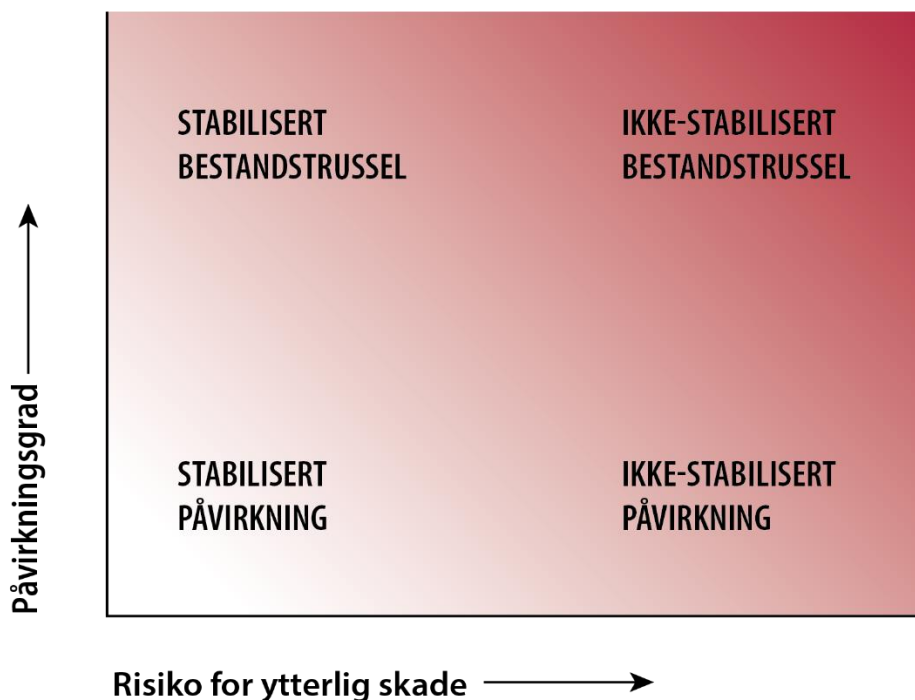 STABILISERT
BESTANDSTRUSSEL
IKKE-STABILISERT
BESTANDSTRUSSEL
Påvirkningsgrad
STABILISERT
PÅVIRKNING
IKKE-STABILISERT
PÅVIRKNING
Risiko for ytterlig skade